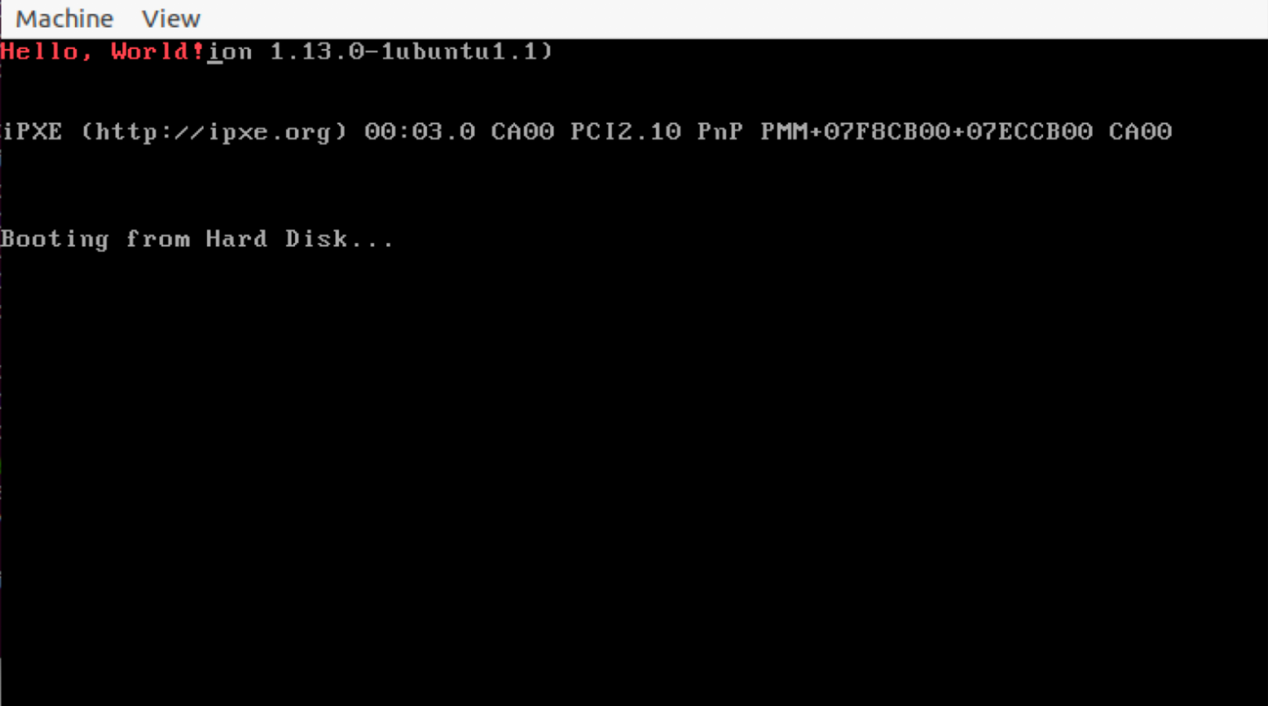 Machine View
Hello, World!ion 1.13.0-1ubuntu1.1)
iPXE (http://ipxe.org) 00:03.0 CA00 PCI2.10 PnP PMM+07F8CB00+07ECCB00 CA00
Booting from Hard Disk...